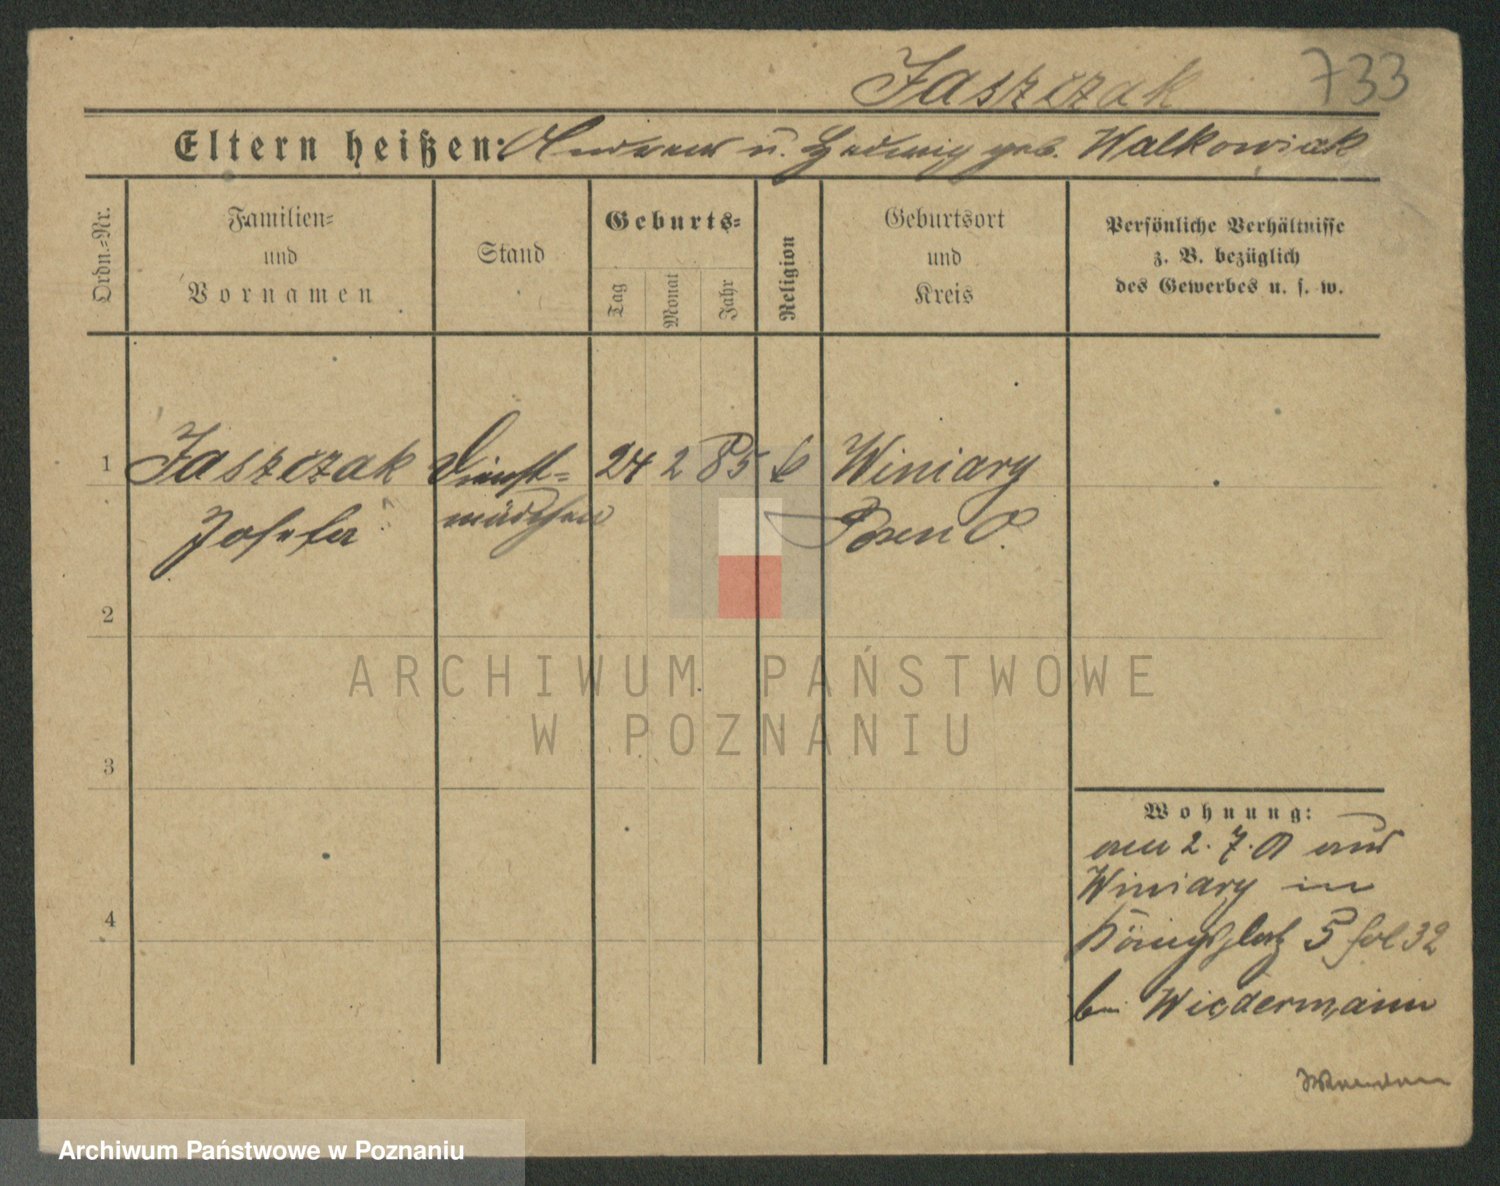 Jaszczak 733
Eltern heißen: Andreas u. Hedwig geb. Walkowiak
Ordn.=Nr.
Familien=
und
Vornamen
Stand
Geburts=
Tag
Monat
Jahr
Religion
Geburtsort
und
Kreis
Persönliche Verhältnisse
z. B. bezüglich
des Gewerbes u. s. w.
1 Jaszczak Dienst= 24 2 85 k Winiary
Josefa mädchen Posen O.
2
3
4
ARCHIWUM PAŃSTWOWE
W POZNANIU
Wohnung:
am 2. 7. 01 aus
Winiary in
Königsplatz 5 fol 32
bei Wiedermann
Archiwum Państwowe w Poznaniu